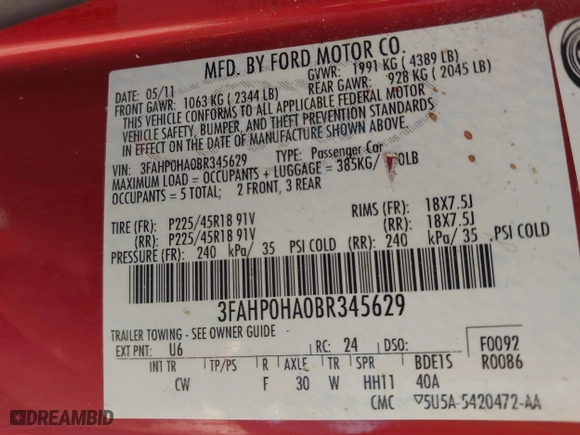 MFD. BY FORD MOTOR CO.
DATE: 05/11 GVWR: 1991 KG (4389 LB)
FRONT GAWR: 1063 KG (2344 LB) REAR GAWR: 928 KG (2045 LB)
THIS VEHICLE CONFORMS TO ALL APPLICABLE FEDERAL MOTOR
VEHICLE SAFETY, BUMPER, AND THEFT PREVENTION STANDARDS
IN EFFECT ON THE DATE OF MANUFACTURE SHOWN ABOVE.
VIN: 3FAHP0HA0BR345629 TYPE: Passenger Car
MAXIMUM LOAD = OCCUPANTS + LUGGAGE = 385KG/
OCCUPANTS = 5 TOTAL; 2 FRONT, 3 REAR
TIRE (FR): P225/45R18 91V RIMS (FR): 18X7.5J
(RR): P225/45R18 91V (RR): 18X7.5J
PRESSURE (FR): 240 kPa/ 35 PSI COLD (RR): 240 kPa/ 35 PSI COLD
3FAHP0HA0BR345629
TRAILER TOWING - SEE OWNER GUIDE
EXT PNT: U6 RC: 24 DSO: F0092
INT TR TP/PS R AXLE TR SPR BDE1S R0086
CW F 30 W HH11 40A
CMC ▽5U5A-5420472-AA
DREAMBID